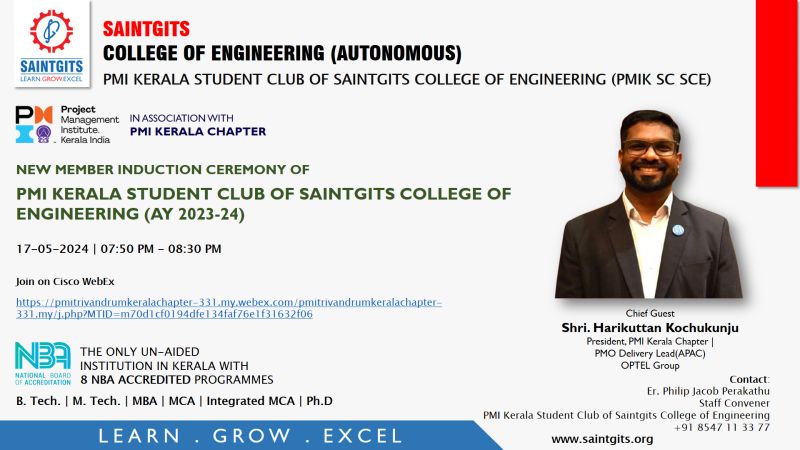 SAINTGITS
LEARN.GROW.EXCEL
SAINTGITS
COLLEGE OF ENGINEERING (AUTONOMOUS)
PMI KERALA STUDENT CLUB OF SAINTGITS COLLEGE OF ENGINEERING (PMIK SC SCE)
Project
Management
Institute.
Kerala India
IN ASSOCIATION WITH
PMI KERALA CHAPTER
NEW MEMBER INDUCTION CEREMONY OF
PMI KERALA STUDENT CLUB OF SAINTGITS COLLEGE OF
ENGINEERING (AY 2023-24)
17-05-2024 | 07:50 PM – 08:30 PM
Join on Cisco WebEx
https://pmitrivandrumkeralachapter-331.my.webex.com/pmitrivandrumkeralachapter-
331.my/j.php?MTID=m70d1cf0194dfe134faf76e1f31632f06
Chief Guest
Shri. Harikuttan Kochukunju
President, PMI Kerala Chapter |
PMO Delivery Lead(APAC)
OPTEL Group
NBA
NATIONAL BOARD
OF ACCREDITATION
THE ONLY UN-AIDED
INSTITUTION IN KERALA WITH
8 NBA ACCREDITED PROGRAMMES
B. Tech. | M. Tech. | MBA | MCA | Integrated MCA | Ph.D
Contact:
Er. Philip Jacob Perakathu
Staff Convener
PMI Kerala Student Club of Saintgits College of Engineering
+91 8547 11 33 77
LEARN . GROW . EXCEL
www.saintgits.org